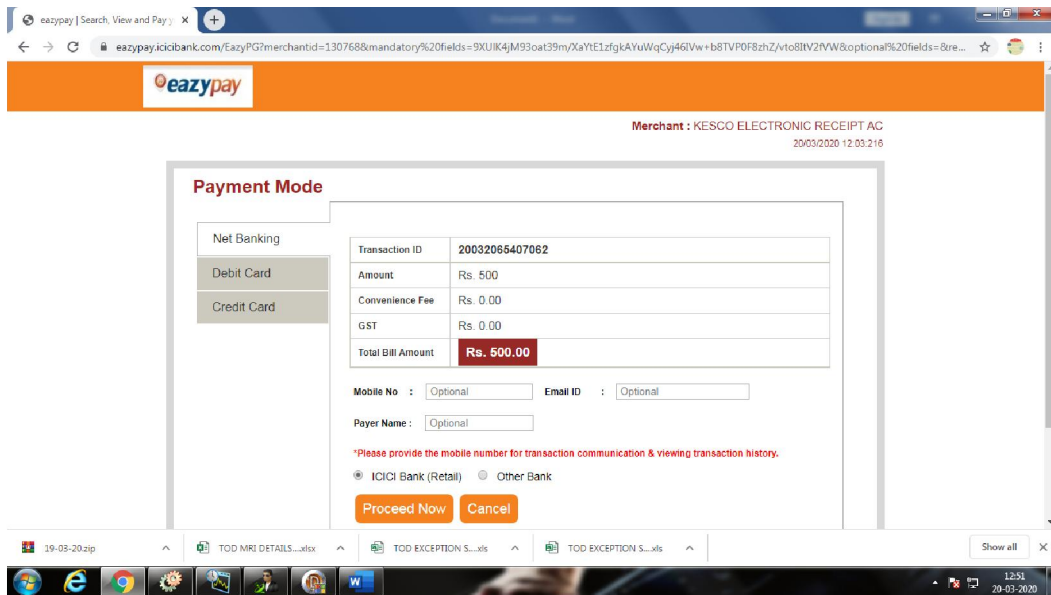 eazypay | Search, View and Pay y
eazypay.icicibank.com/EazyPG?merchantid=130768&mandatory%20fields=9XUlK4jM93oat39m/XaYtE1zfgkAYuWqCyj46IVw+b8TVP0F8zhZ/vto8ItV2fVW&optional%20fields=&re...
eazypay
Merchant : KESCO ELECTRONIC RECEIPT AC
20/03/2020 12:03:216
Payment Mode
Net Banking
Debit Card
Credit Card
Transaction ID 20032065407062
Amount Rs. 500
Convenience Fee Rs. 0.00
GST Rs. 0.00
Total Bill Amount Rs. 500.00
Mobile No : Optional Email ID : Optional
Payer Name : Optional
*Please provide the mobile number for transaction communication & viewing transaction history.
ICICI Bank (Retail) Other Bank
Proceed Now Cancel
19-03-20.zip TOD MRI DETAILS....xlsx TOD EXCEPTION S....xls TOD EXCEPTION S....xls Show all
12:51
20-03-2020